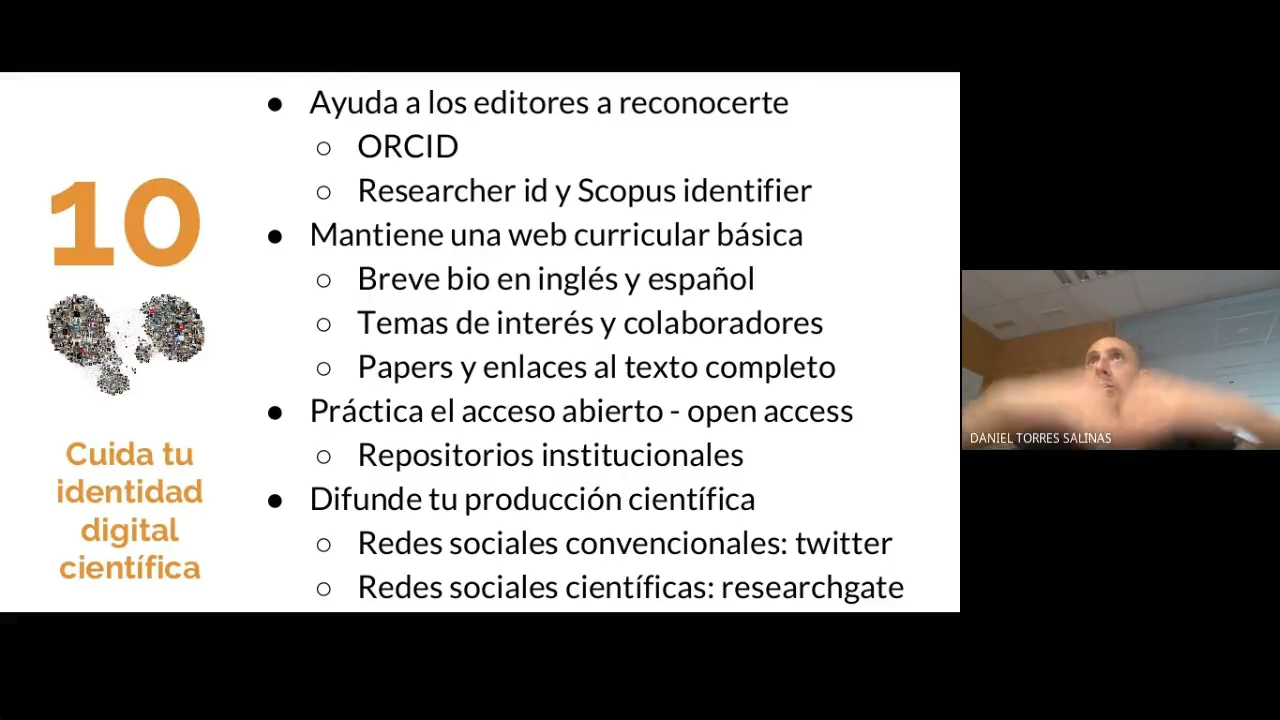 10
Cuida tu
identidad
digital
científica
● Ayuda a los editores a reconocerte
○ ORCID
○ Researcher id y Scopus identifier
● Mantiene una web curricular básica
○ Breve bio en inglés y español
○ Temas de interés y colaboradores
○ Papers y enlaces al texto completo
● Práctica el acceso abierto - open access
○ Repositorios institucionales
● Difunde tu producción científica
○ Redes sociales convencionales: twitter
○ Redes sociales científicas: researchgate
DANIEL TORRES SALINAS